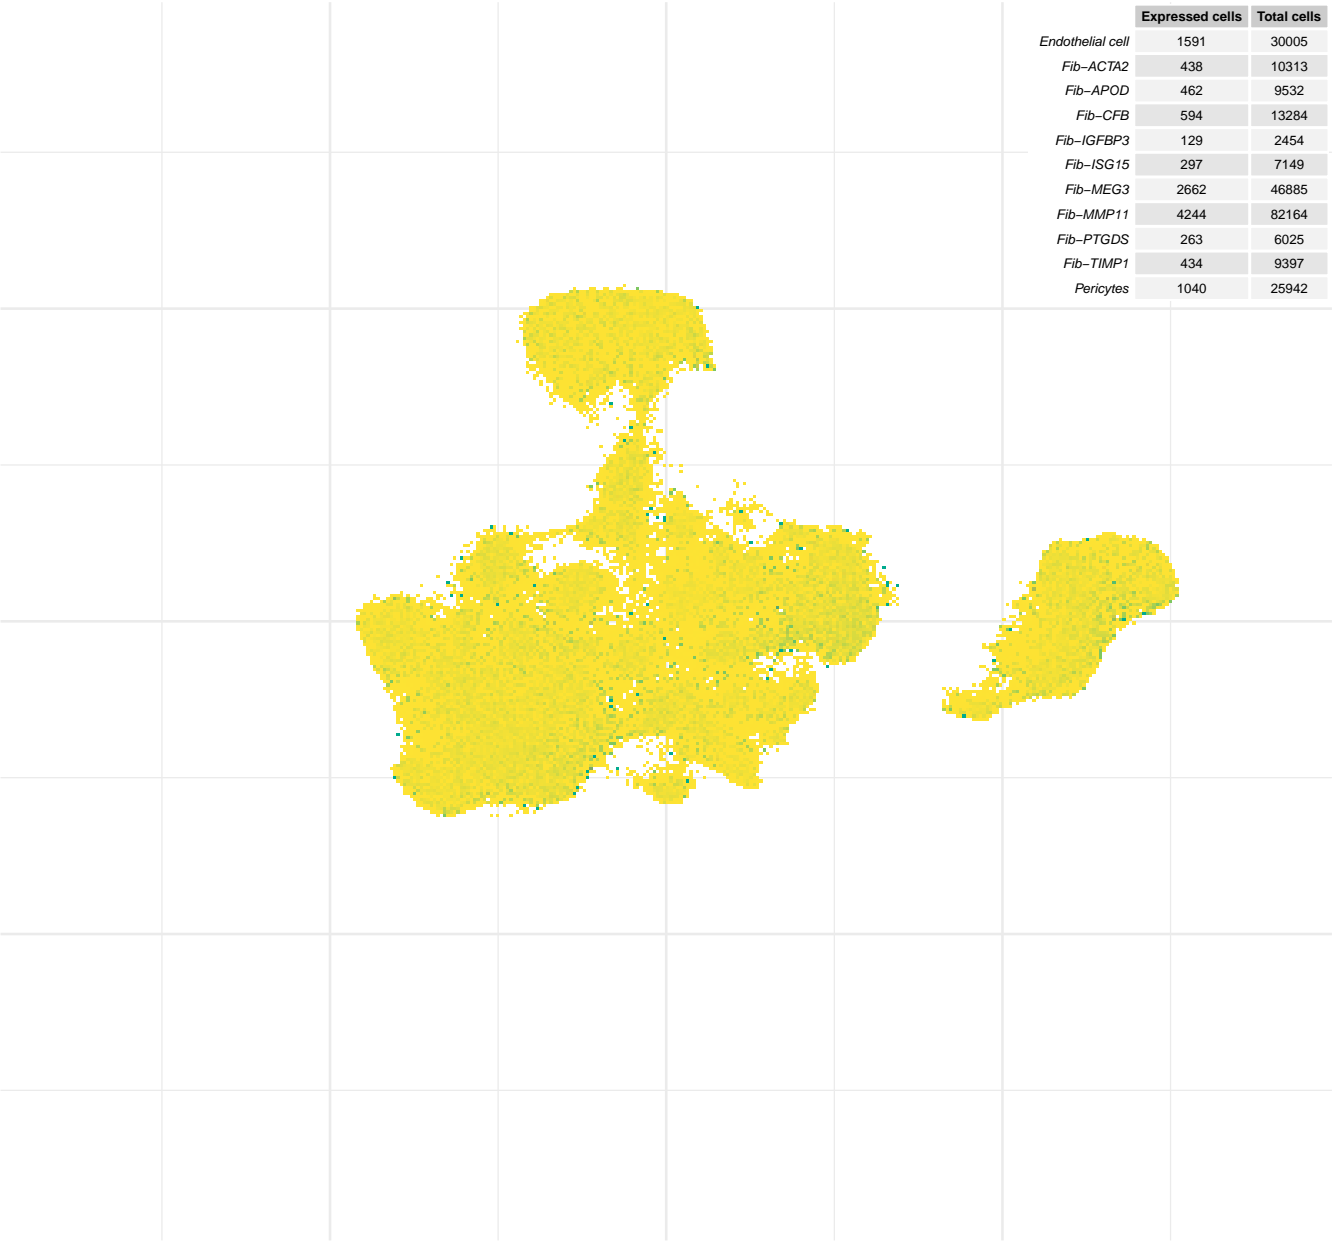 Expressed cells Total cells
Endothelial cell 1591 30005
Fib−ACTA2 438 10313
Fib−APOD 462 9532
Fib−CFB 594 13284
Fib−IGFBP3 129 2454
Fib−ISG15 297 7149
Fib−MEG3 2662 46885
Fib−MMP11 4244 82164
Fib−PTGDS 263 6025
Fib−TIMP1 434 9397
Pericytes 1040 25942